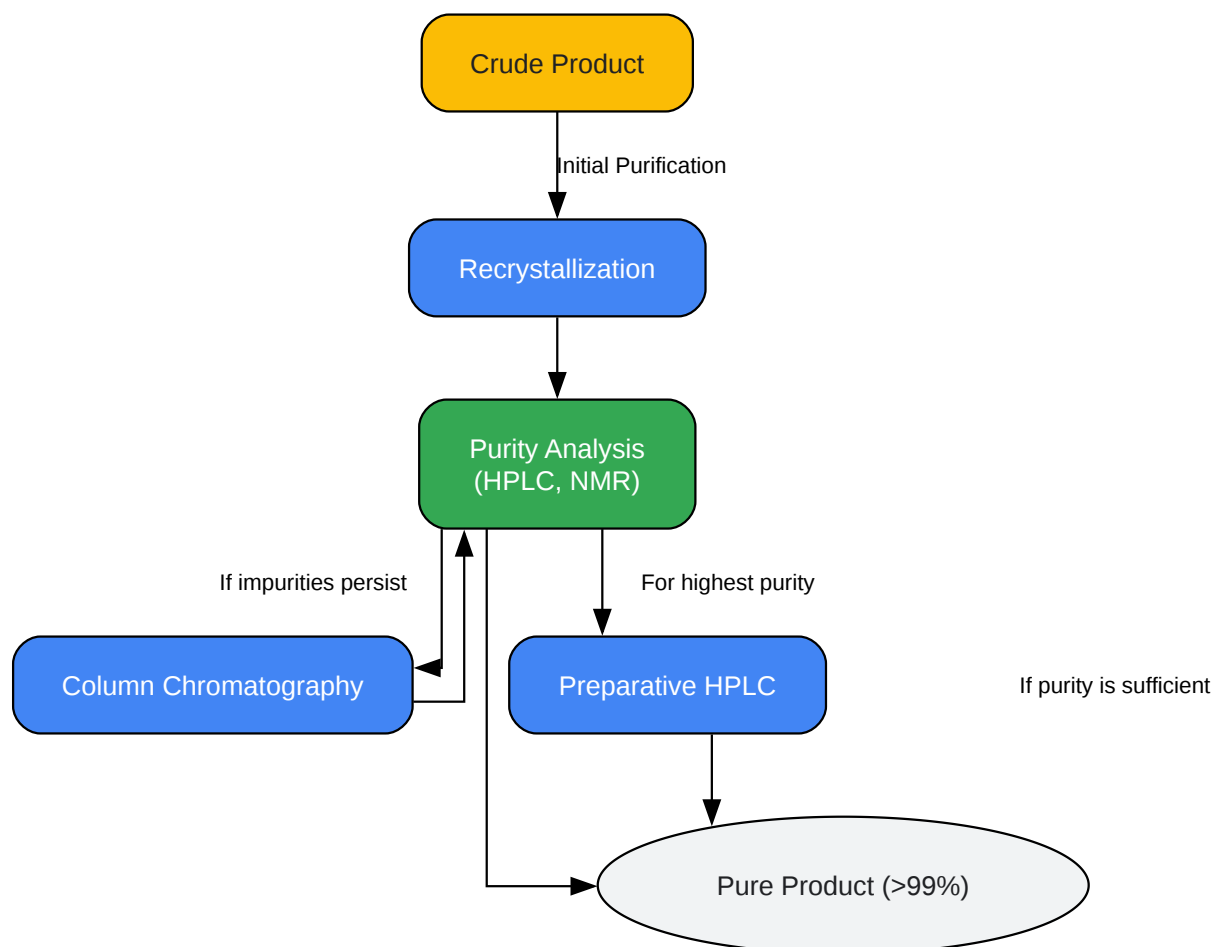 Crude Product
Initial Purification
Recrystallization
Purity Analysis
(HPLC, NMR)
If impurities persist
For highest purity
Column Chromatography
Preparative HPLC
If purity is sufficient
Pure Product (>99%)